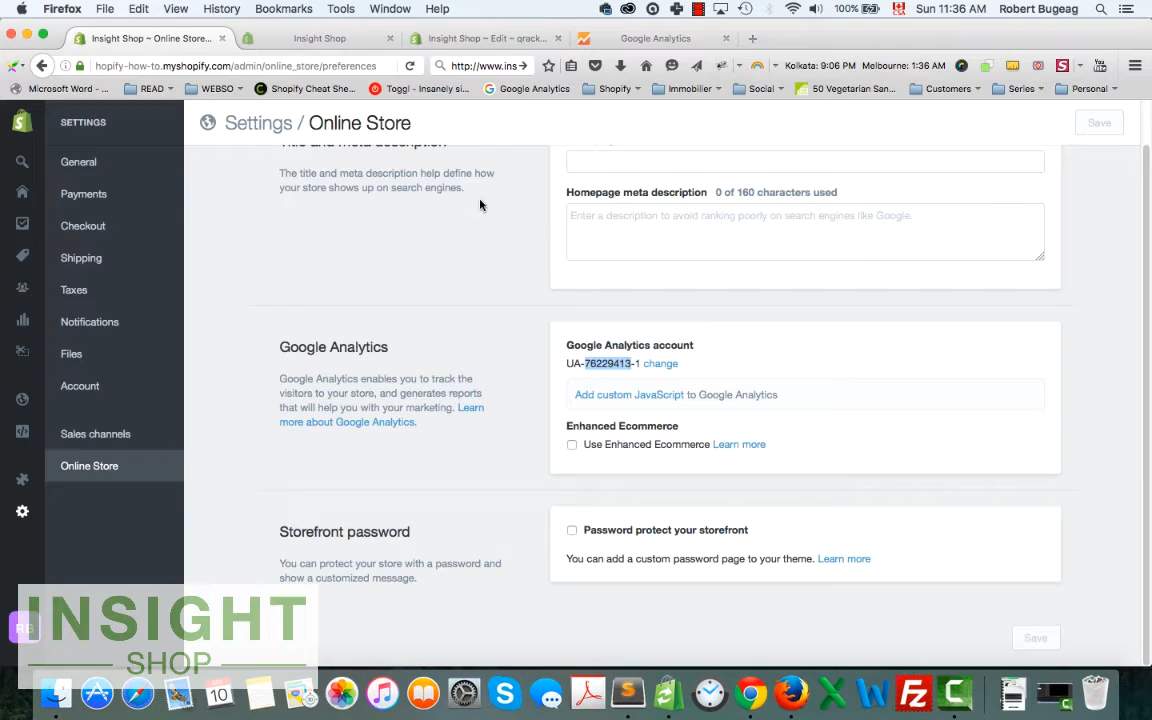 Firefox File Edit View History Bookmarks Tools Window Help 100% Sun 11:36 AM Robert Bugeag
Insight Shop ~ Online Store... × Insight Shop × Insight Shop ~ Edit ~ qrack... × Google Analytics × +
hopify-how-to.myshopify.com/admin/online_store/preferences http://www.ins Kolkata: 9:06 PM Melbourne: 1:36 AM
Microsoft Word - ... READ WEBSO Shopify Cheat She... Toggl - Insanely si... Google Analytics Shopify Immobilier Social 50 Vegetarian San... Customers Series Personal
SETTINGS
General
Payments
Checkout
Shipping
Taxes
Notifications
Files
Account
Sales channels
Online Store
Settings / Online Store
Save
Title and meta description
The title and meta description help define how
your store shows up on search engines.
Homepage meta description 0 of 160 characters used
Enter a description to avoid ranking poorly on search engines like Google.
Google Analytics
Google Analytics enables you to track the
visitors to your store, and generates reports
that will help you with your marketing. Learn
more about Google Analytics.
Google Analytics account
UA-76229413-1 change
Add custom JavaScript to Google Analytics
Enhanced Ecommerce
Use Enhanced Ecommerce Learn more
Storefront password
You can protect your store with a password and
show a customized message.
Password protect your storefront
You can add a custom password page to your theme. Learn more
Save
RB
INSIGHT
SHOP
10